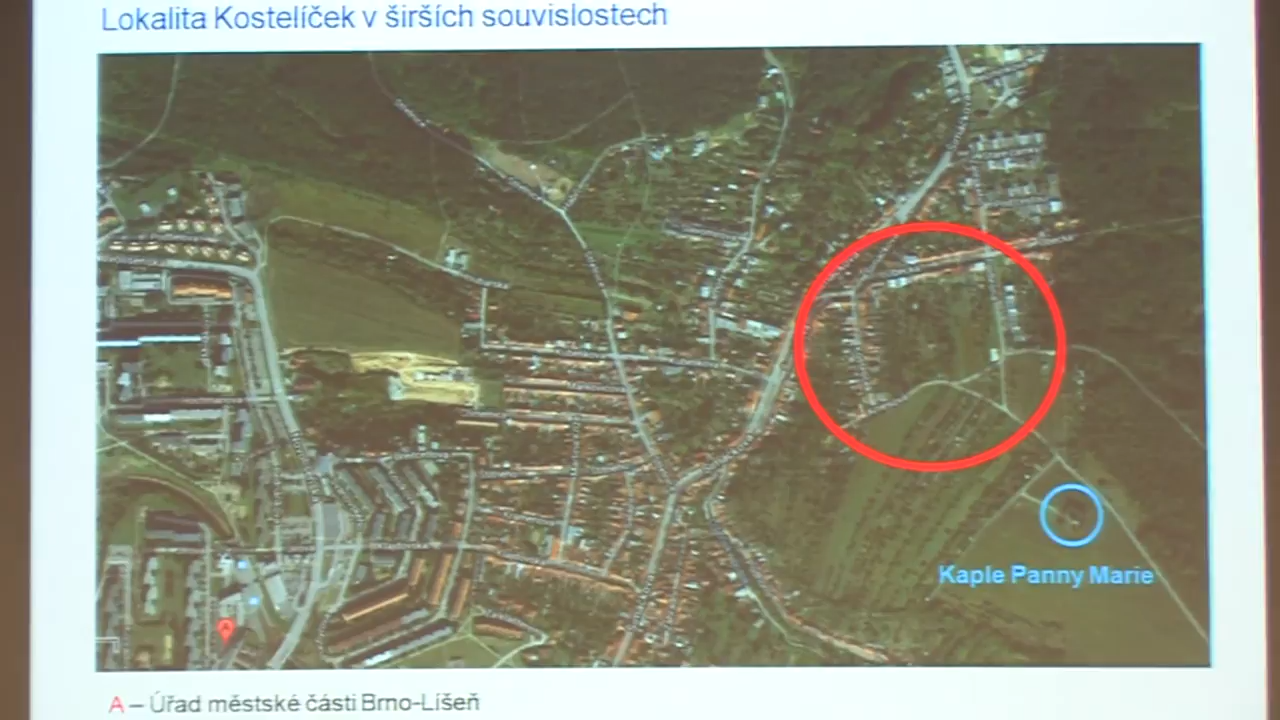 Lokalita Kostelíček v širších souvislostech
Kaple Panny Marie
A
A – Úřad městské části Brno-Líšeň